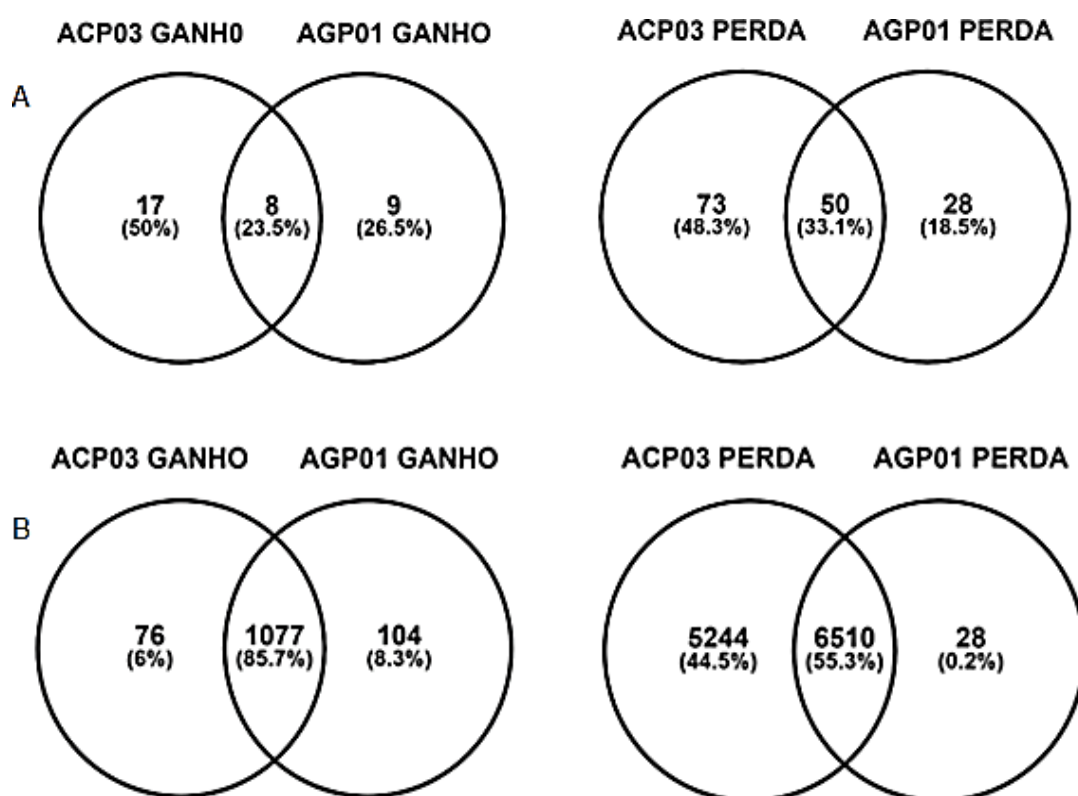 ACP03 GANH0 AGP01 GANHO ACP03 PERDA AGP01 PERDA
A
17 8 9 73 50 28
(50%) (23.5%) (26.5%) (48.3%) (33.1%) (18.5%)
ACP03 GANHO AGP01 GANHO ACP03 PERDA AGP01 PERDA
B
76 1077 104 5244 6510 28
(6%) (85.7%) (8.3%) (44.5%) (55.3%) (0.2%)